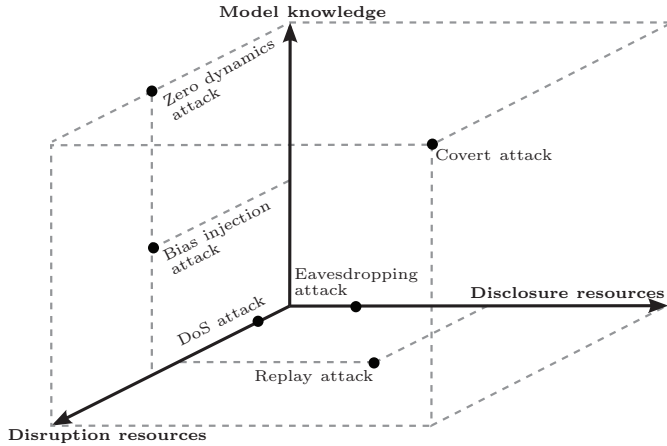 Model knowledge
Zero dynamics
attack
Covert attack
Bias injection
attack
Eavesdropping
attack
Disclosure resources
DoS attack
Replay attack
Disruption resources